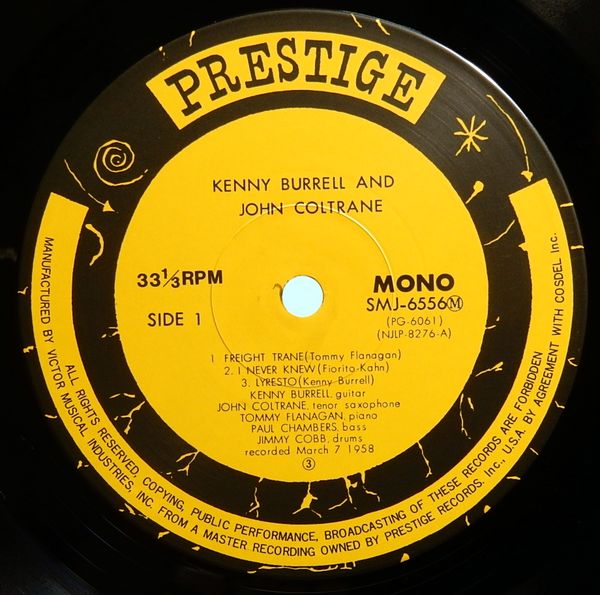 PRESTIGE
KENNY BURRELL AND
JOHN COLTRANE
33⅓RPM
MONO
SMJ-6556Ⓜ
SIDE 1
(PG-6061)
(NJLP-8276-A)
1 FREIGHT TRANE(Tommy Flanagan)
2. I NEVER KNEW(Fiorita-Kahn)
3. LYRESTO(Kenny Burrell)
KENNY BURRELL, guitar
JOHN COLTRANE, tenor saxophone
TOMMY FLANAGAN, piano
PAUL CHAMBERS, bass
JIMMY COBB, drums
recorded March 7 1958
③
ALL RIGHTS RESERVED, COPYING, PUBLIC PERFORMANCE, BROADCASTING OF THESE RECORDS ARE FORBIDDEN
MANUFACTURED BY VICTOR MUSICAL INDUSTRIES, INC. FROM A MASTER RECORDING OWNED BY PRESTIGE RECORDS. Inc., U.S.A. BY AGREEMENT WITH COSDEL Inc.